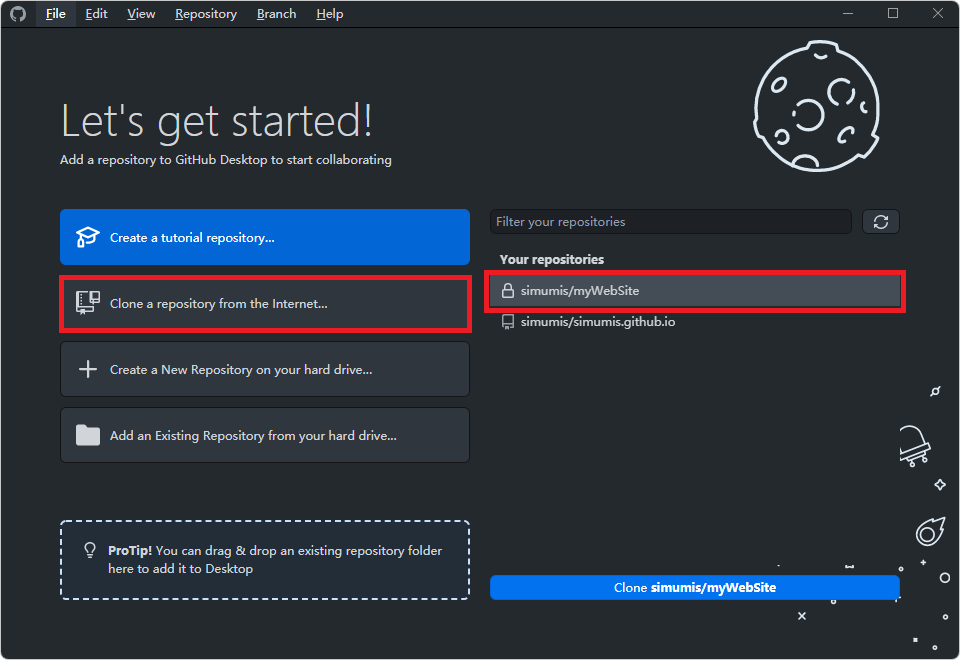 File Edit View Repository Branch Help
Let's get started!
Add a repository to GitHub Desktop to start collaborating
Create a tutorial repository...
Clone a repository from the Internet...
Create a New Repository on your hard drive...
Add an Existing Repository from your hard drive...
ProTip! You can drag & drop an existing repository folder
here to add it to Desktop
Filter your repositories
Your repositories
simumis/myWebSite
simumis/simumis.github.io
Clone simumis/myWebSite